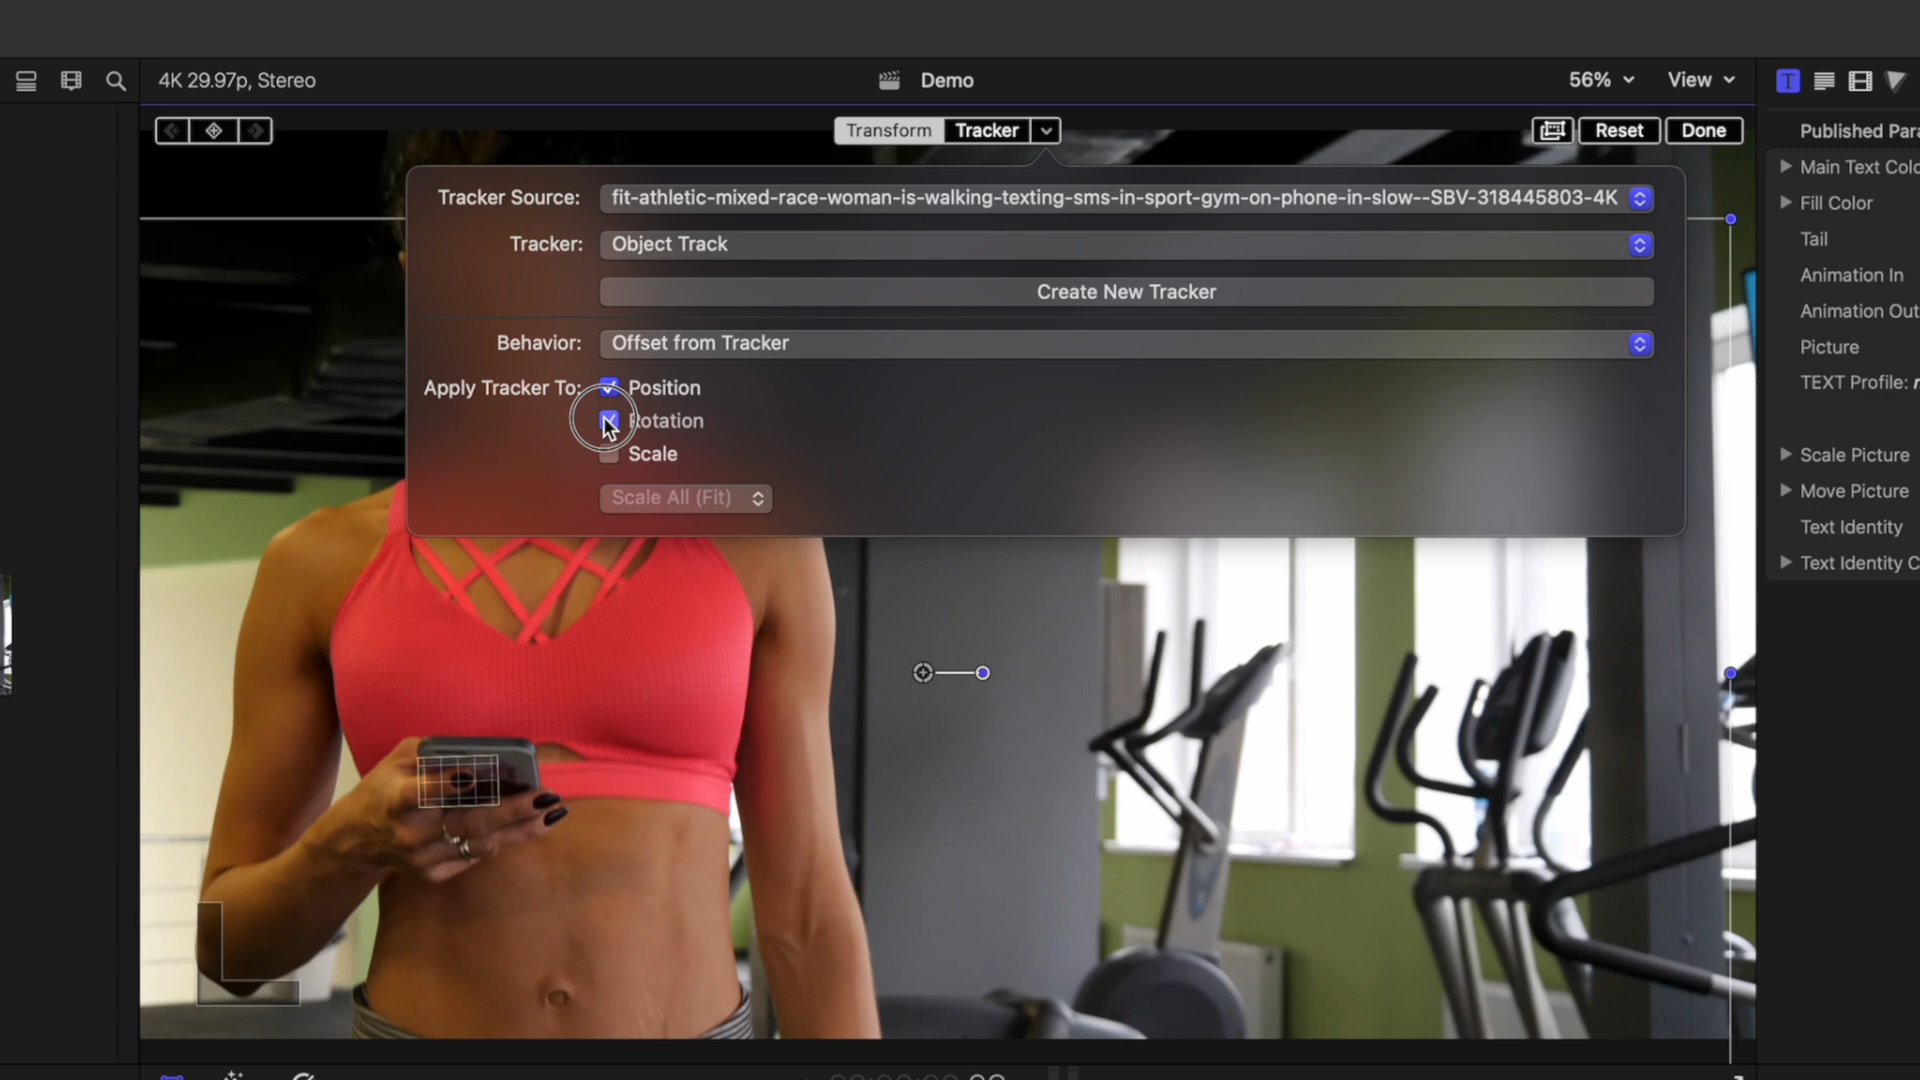 4K 29.97p, Stereo
Demo
56%
View
Transform
Tracker
Reset
Done
Tracker Source:
fit-athletic-mixed-race-woman-is-walking-texting-sms-in-sport-gym-on-phone-in-slow--SBV-318445803-4K
Tracker:
Object Track
Create New Tracker
Behavior:
Offset from Tracker
Apply Tracker To:
Position
Rotation
Scale
Scale All (Fit)
Published Para
Main Text Colo
Fill Color
Tail
Animation In
Animation Out
Picture
TEXT Profile:
Scale Picture
Move Picture
Text Identity
Text Identity C